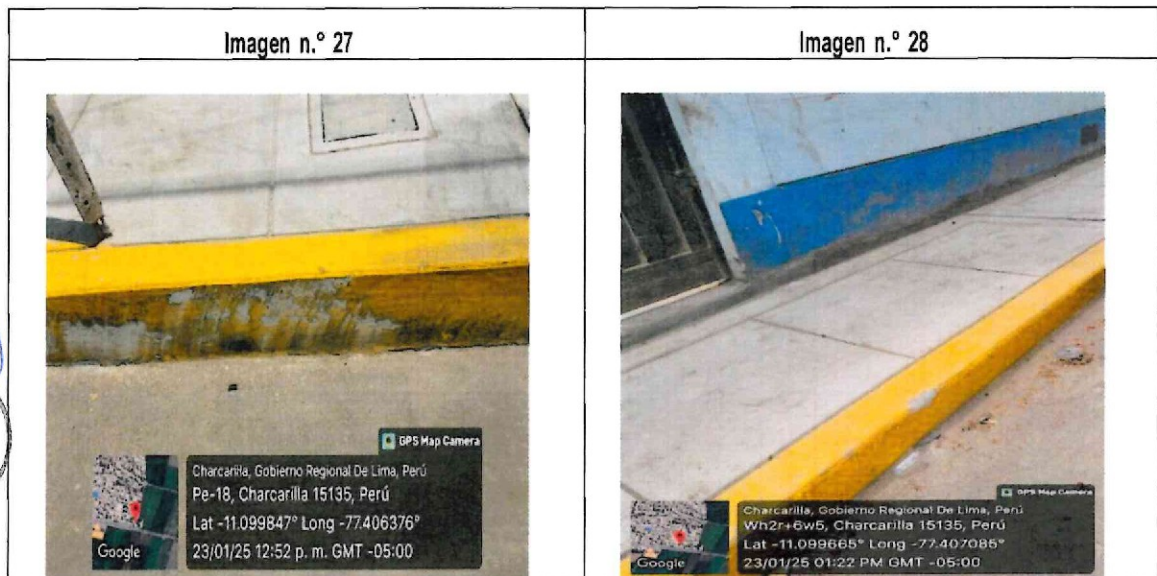 Imagen n.° 27
GPS Map Camera
Charcarilla, Gobierno Regional De Lima, Perú
Pe-18, Charcarilla 15135, Perú
Lat -11.099847° Long -77.406376°
23/01/25 12:52 p. m. GMT -05:00
Google
Imagen n.° 28
GPS Map Camera
Charcarilla, Gobierno Regional De Lima, Perú
Wh2r+6w5, Charcarilla 15135, Perú
Lat -11.099665° Long -77.407085°
23/01/25 01:22 PM GMT -05:00
Google